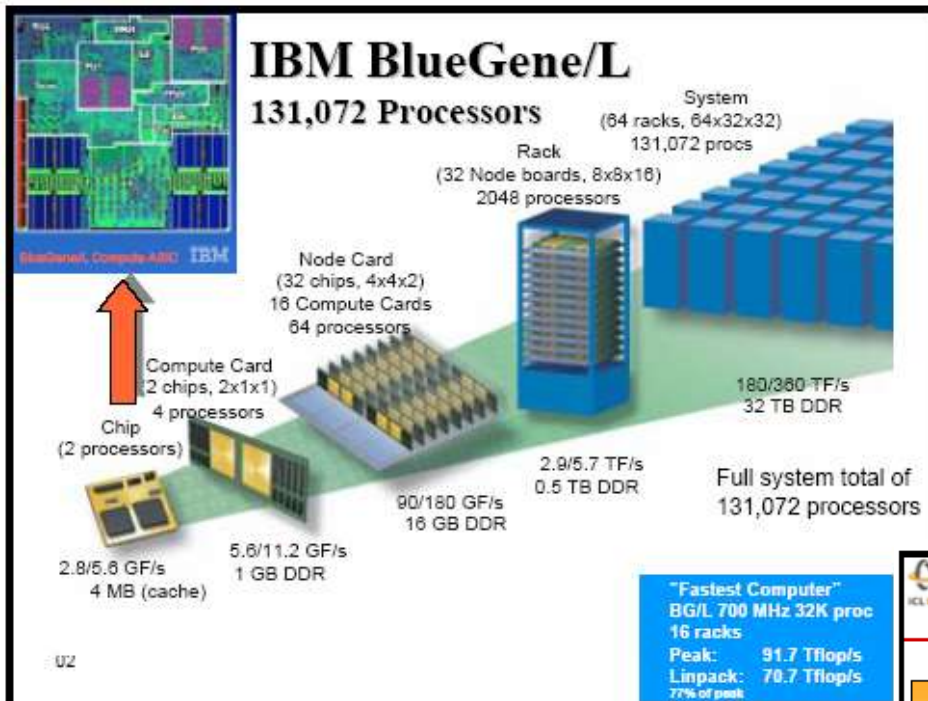 IBM BlueGene/L
131,072 Processors
System
(64 racks, 64x32x32)
131,072 procs
Rack
(32 Node boards, 8x8x16)
2048 processors
BlueGene/L Compute ASIC IBM
Node Card
(32 chips, 4x4x2)
16 Compute Cards
64 processors
Compute Card
(2 chips, 2x1x1)
4 processors
Chip
(2 processors)
180/360 TF/s
32 TB DDR
2.9/5.7 TF/s
0.5 TB DDR
Full system total of
131,072 processors
90/180 GF/s
16 GB DDR
5.6/11.2 GF/s
1 GB DDR
2.8/5.6 GF/s
4 MB (cache)
"Fastest Computer"
BG/L 700 MHz 32K proc
16 racks
Peak: 91.7 Tflop/s
Linpack: 70.7 Tflop/s
77% of peak
02
ICL